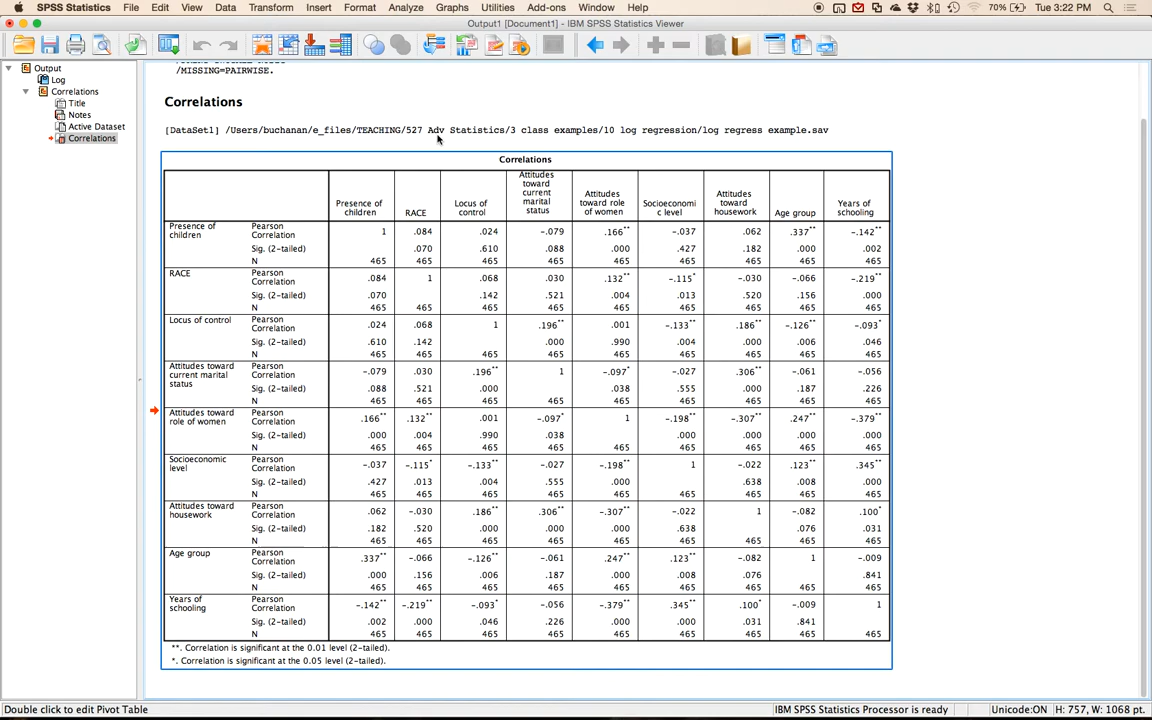 SPSS Statistics File Edit View Data Transform Insert Format Analyze Graphs Utilities Add-ons Window Help 70% Tue 3:22 PM
Output1 [Document1] - IBM SPSS Statistics Viewer
Output
Log
Correlations
Title
Notes
Active Dataset
Correlations
/MISSING=PAIRWISE.
Correlations
[DataSet1] /Users/buchanan/e_files/TEACHING/527 Adv Statistics/3 class examples/10 log regression/log regress example.sav
Correlations
Presence of children RACE Locus of control Attitudes toward current marital status Attitudes toward role of women Socioeconomi c level Attitudes toward housework Age group Years of schooling
Presence of children Pearson Correlation 1 .084 .024 -.079 .166** -.037 .062 .337** -.142**
Sig. (2-tailed) .070 .610 .088 .000 .427 .182 .000 .002
N 465 465 465 465 465 465 465 465 465
RACE Pearson Correlation .084 1 .068 .030 .132** -.115* -.030 -.066 -.219**
Sig. (2-tailed) .070 .142 .521 .004 .013 .520 .156 .000
N 465 465 465 465 465 465 465 465 465
Locus of control Pearson Correlation .024 .068 1 .196** .001 -.133** .186** -.126** -.093*
Sig. (2-tailed) .610 .142 .000 .990 .004 .000 .006 .046
N 465 465 465 465 465 465 465 465 465
Attitudes toward current marital status Pearson Correlation -.079 .030 .196** 1 -.097* -.027 .306** -.061 -.056
Sig. (2-tailed) .088 .521 .000 .038 .555 .000 .187 .226
N 465 465 465 465 465 465 465 465 465
Attitudes toward role of women Pearson Correlation .166** .132** .001 -.097* 1 -.198** -.307** .247** -.379**
Sig. (2-tailed) .000 .004 .990 .038 .000 .000 .000 .000
N 465 465 465 465 465 465 465 465 465
Socioeconomic level Pearson Correlation -.037 -.115* -.133** -.027 -.198** 1 -.022 .123** .345**
Sig. (2-tailed) .427 .013 .004 .555 .000 .638 .008 .000
N 465 465 465 465 465 465 465 465 465
Attitudes toward housework Pearson Correlation .062 -.030 .186** .306** -.307** -.022 1 -.082 .100*
Sig. (2-tailed) .182 .520 .000 .000 .000 .638 .076 .031
N 465 465 465 465 465 465 465 465 465
Age group Pearson Correlation .337** -.066 -.126** -.061 .247** .123** -.082 1 -.009
Sig. (2-tailed) .000 .156 .006 .187 .000 .008 .076 .841
N 465 465 465 465 465 465 465 465 465
Years of schooling Pearson Correlation -.142** -.219** -.093* -.056 -.379** .345** .100* -.009 1
Sig. (2-tailed) .002 .000 .046 .226 .000 .000 .031 .841
N 465 465 465 465 465 465 465 465 465
**. Correlation is significant at the 0.01 level (2-tailed).
*. Correlation is significant at the 0.05 level (2-tailed).
Double click to edit Pivot Table IBM SPSS Statistics Processor is ready Unicode:ON H: 757, W: 1068 pt.